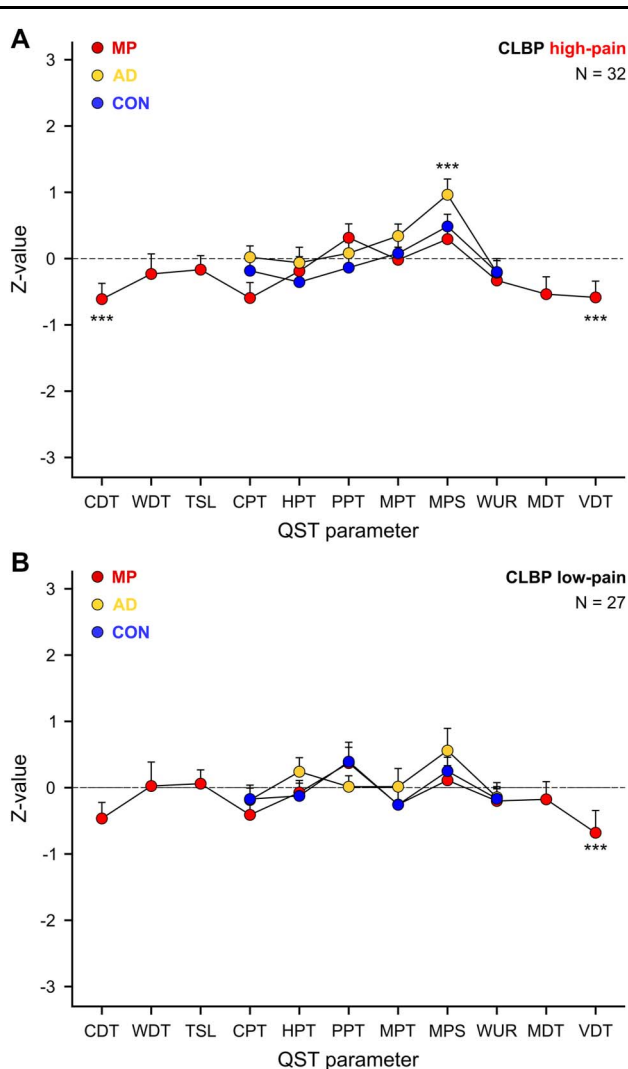 A
MP
AD
CON
CLBP high-pain
N = 32
3
2
1
0
-1
-2
-3
Z-value
***
***
***
CDT WDT TSL CPT HPT PPT MPT MPS WUR MDT VDT
QST parameter
B
MP
AD
CON
CLBP low-pain
N = 27
3
2
1
0
-1
-2
-3
Z-value
***
CDT WDT TSL CPT HPT PPT MPT MPS WUR MDT VDT
QST parameter